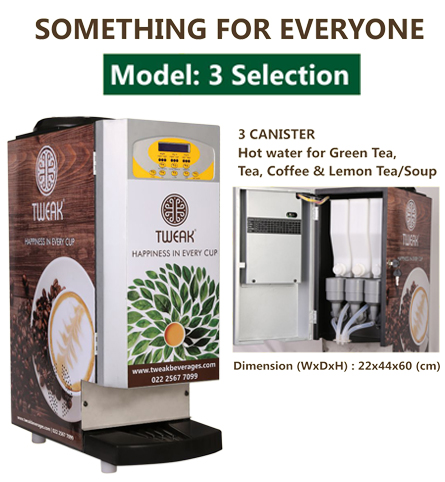 SOMETHING FOR EVERYONE
Model: 3 Selection
3 CANISTER
Hot water for Green Tea,
Tea, Coffee & Lemon Tea/Soup
TWEAK
HAPPINESS IN EVERY CUP
TWEAK
HAPPINESS IN EVERY CUP
www.tweakbeverages.com
022 2567 7099
Dimension (WxDxH) : 22x44x60 (cm)